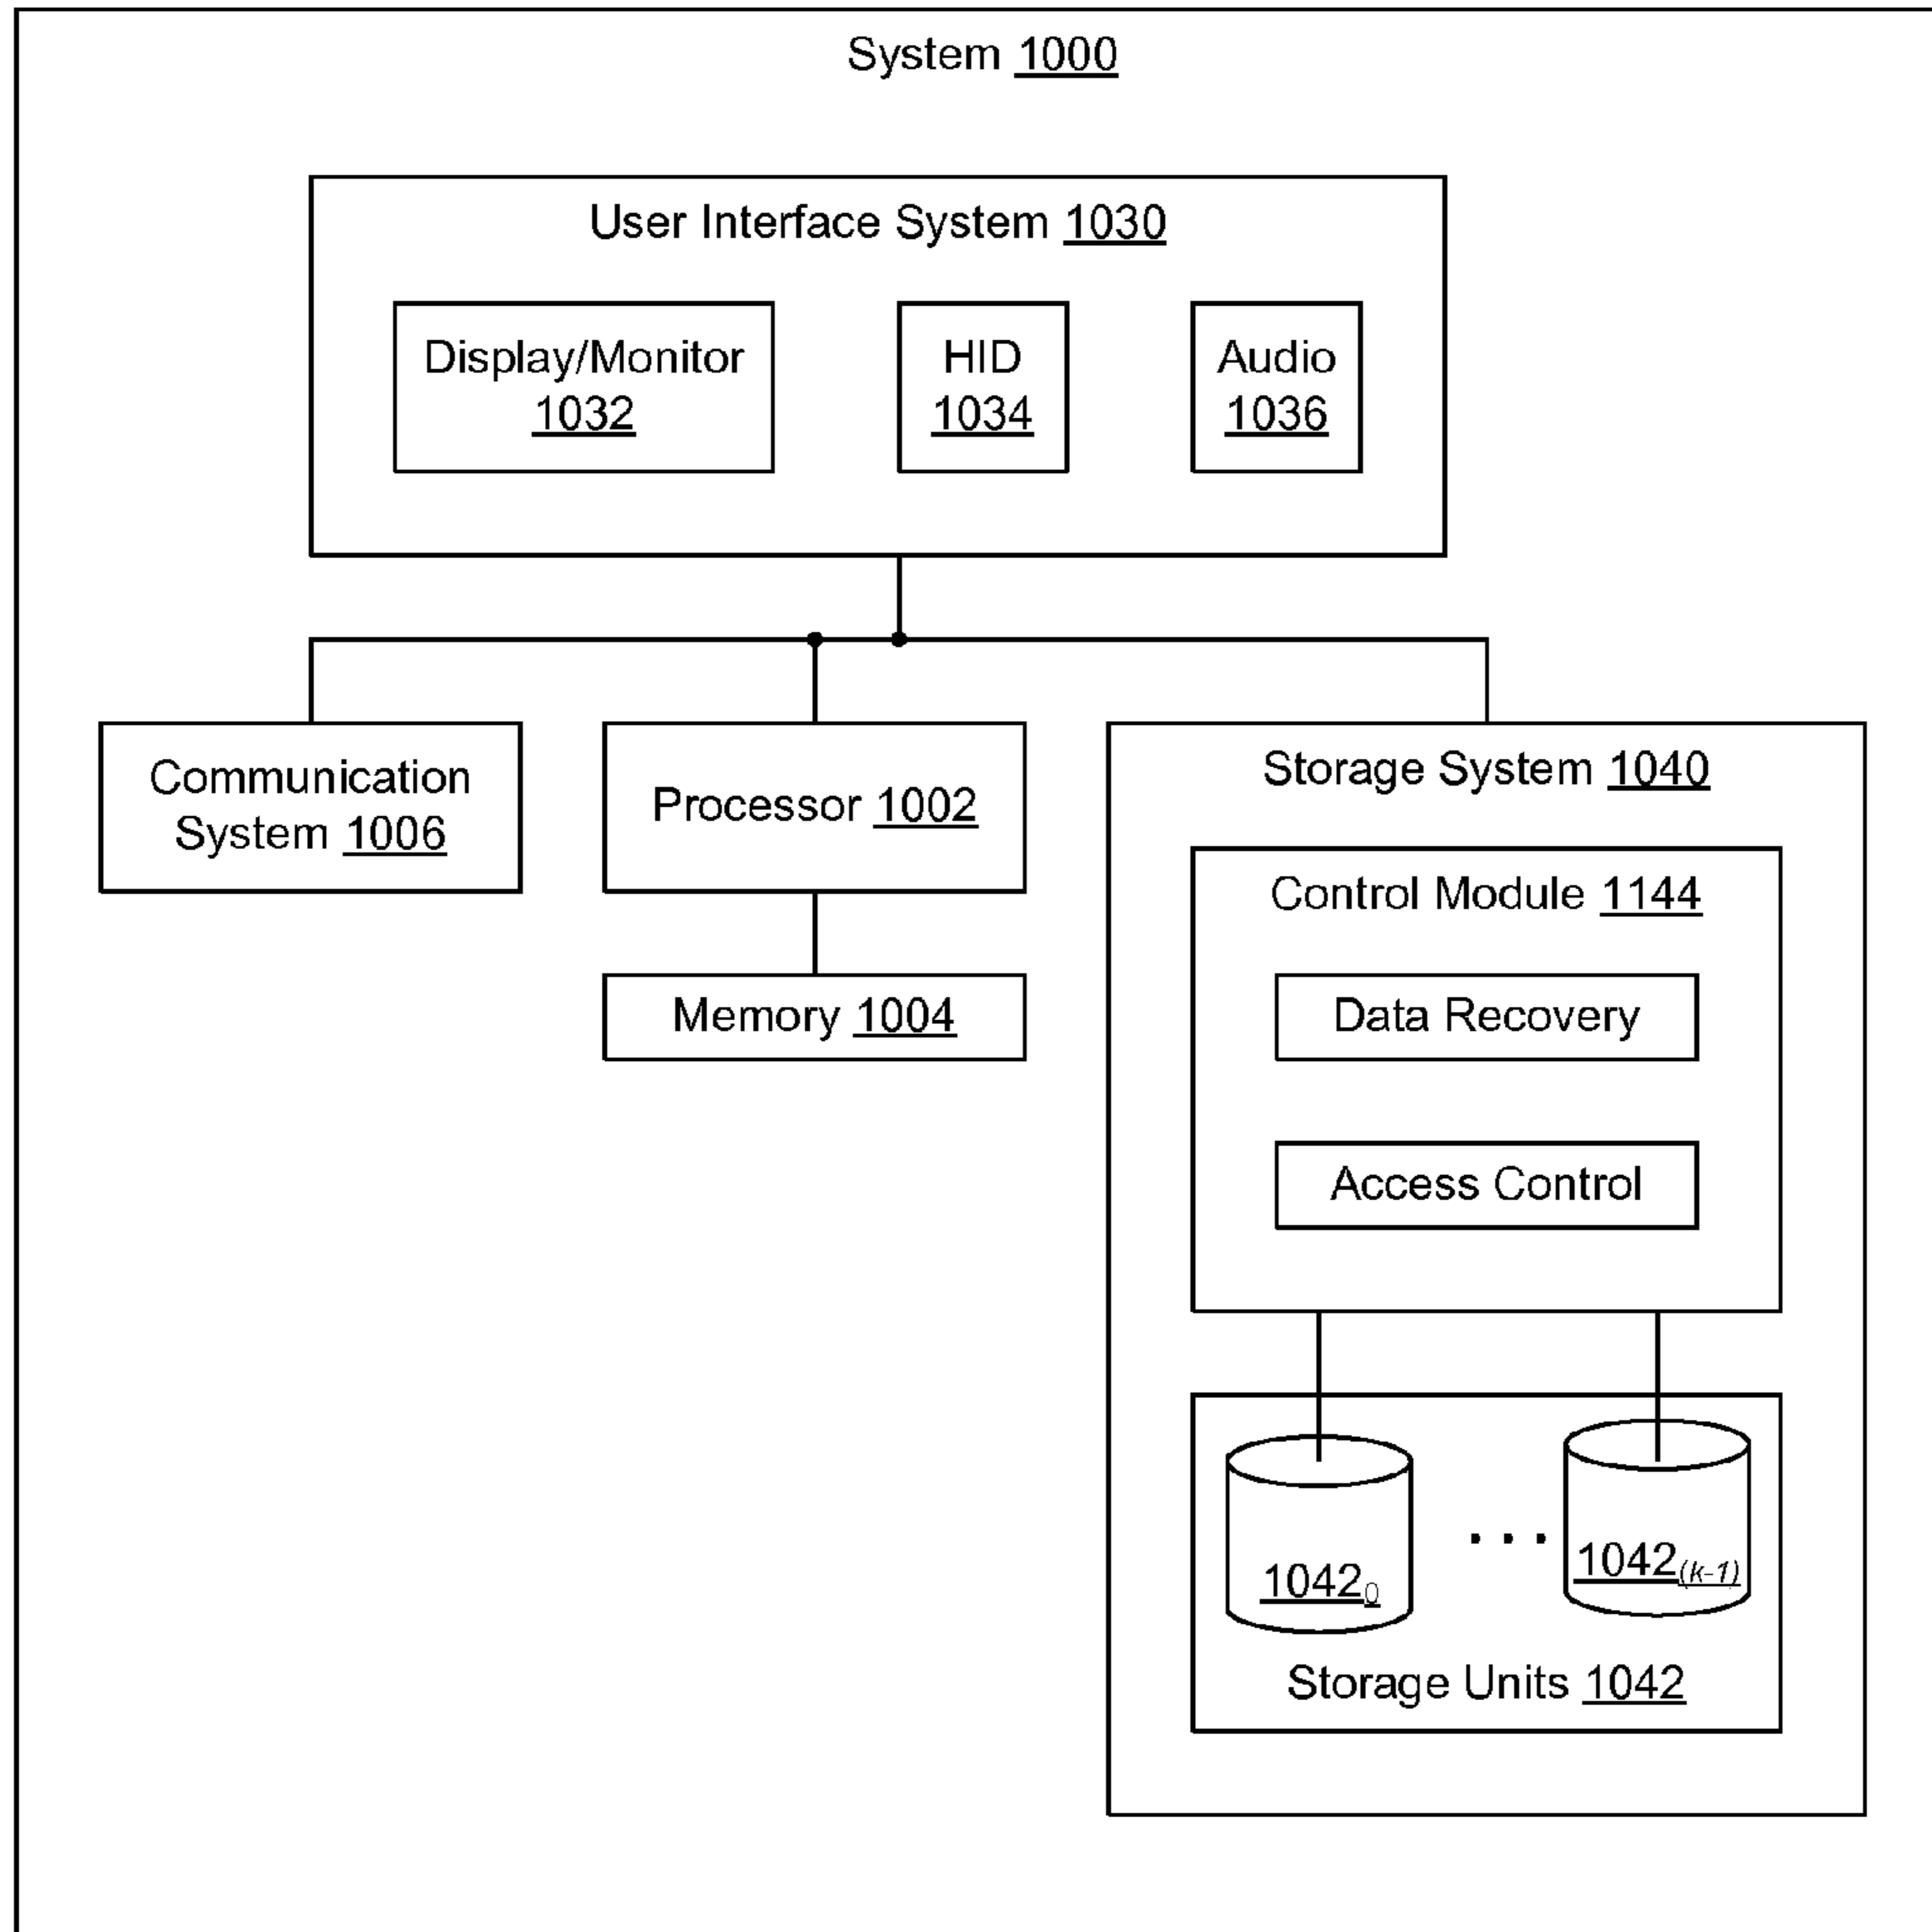 System 1000
User Interface System 1030
Display/Monitor
1032
HID
1034
Audio
1036
Communication
System 1006
Processor 1002
Memory 1004
Storage System 1040
Control Module 1144
Data Recovery
Access Control
1042₀
. . .
1042₍k-1₎
Storage Units 1042